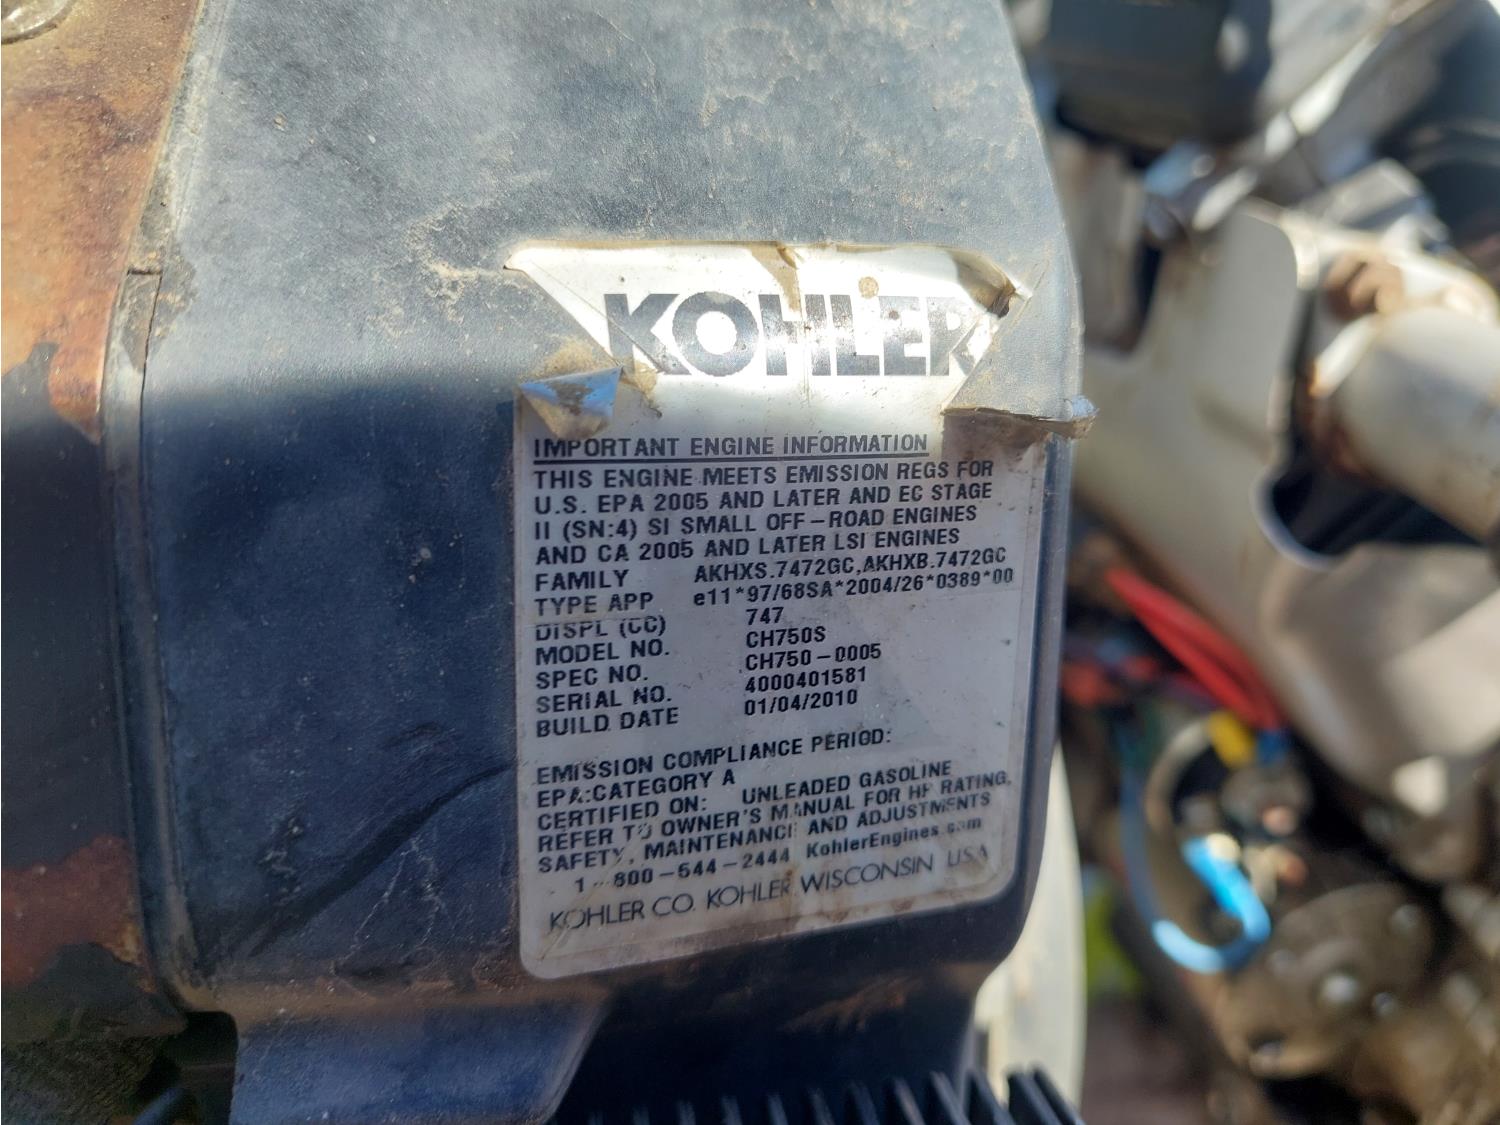 KOHLER
IMPORTANT ENGINE INFORMATION
THIS ENGINE MEETS EMISSION REGS FOR
U.S. EPA 2005 AND LATER AND EC STAGE
II (SN:4) SI SMALL OFF-ROAD ENGINES
AND CA 2005 AND LATER LSI ENGINES
FAMILY AKHXS.7472GC,AKHXB.7472GC
TYPE APP e11*97/68SA*2004/26*0389*00
DISPL (CC) 747
MODEL NO. CH750S
SPEC NO. CH750-0005
SERIAL NO. 4000401581
BUILD DATE 01/04/2010
EMISSION COMPLIANCE PERIOD:
EPA:CATEGORY A
CERTIFIED ON: UNLEADED GASOLINE
REFER TO OWNER'S MANUAL FOR HP RATING,
SAFETY, MAINTENANCE AND ADJUSTMENTS
1-800-544-2444 KohlerEngines.com
KOHLER CO. KOHLER WISCONSIN USA